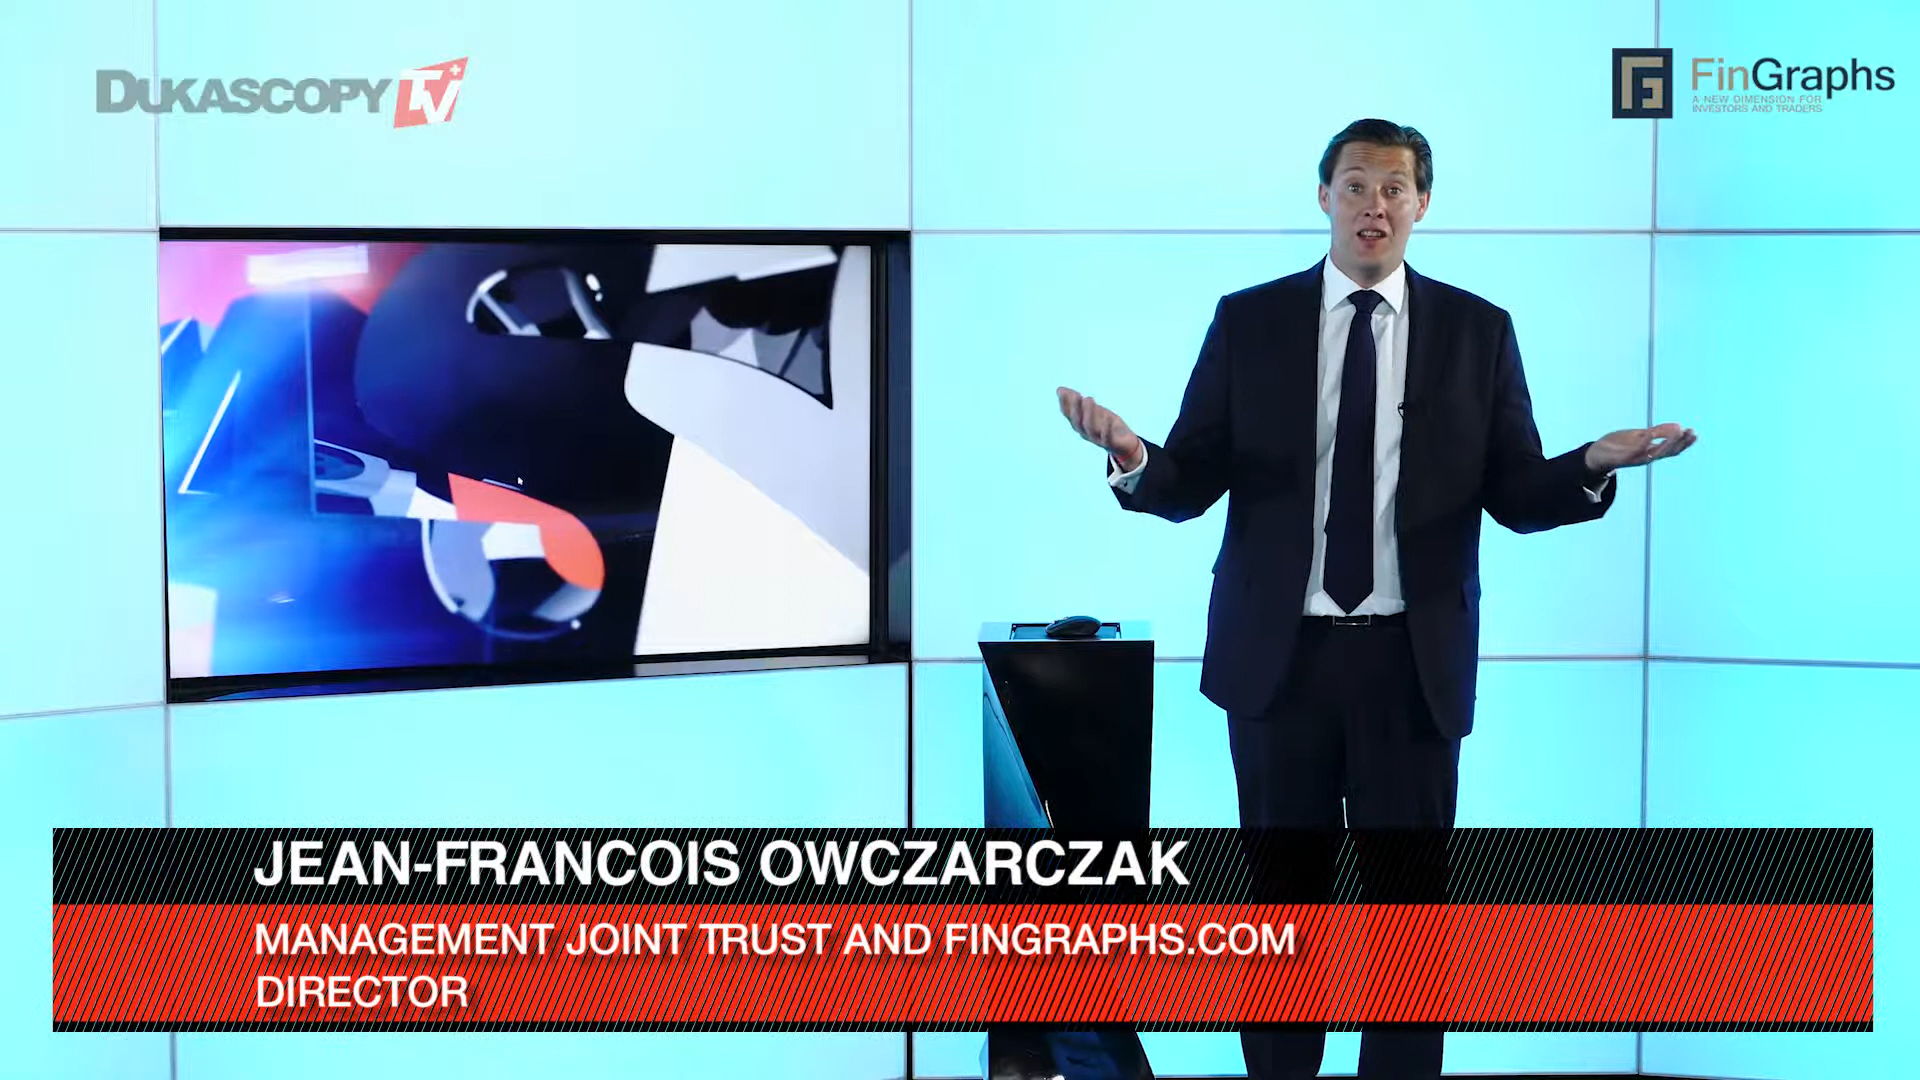 DUKASCOPY TV
FinGraphs
A NEW DIMENSION FOR
INVESTORS AND TRADERS
JEAN-FRANCOIS OWCZARCZAK
MANAGEMENT JOINT TRUST AND FINGRAPHS.COM
DIRECTOR